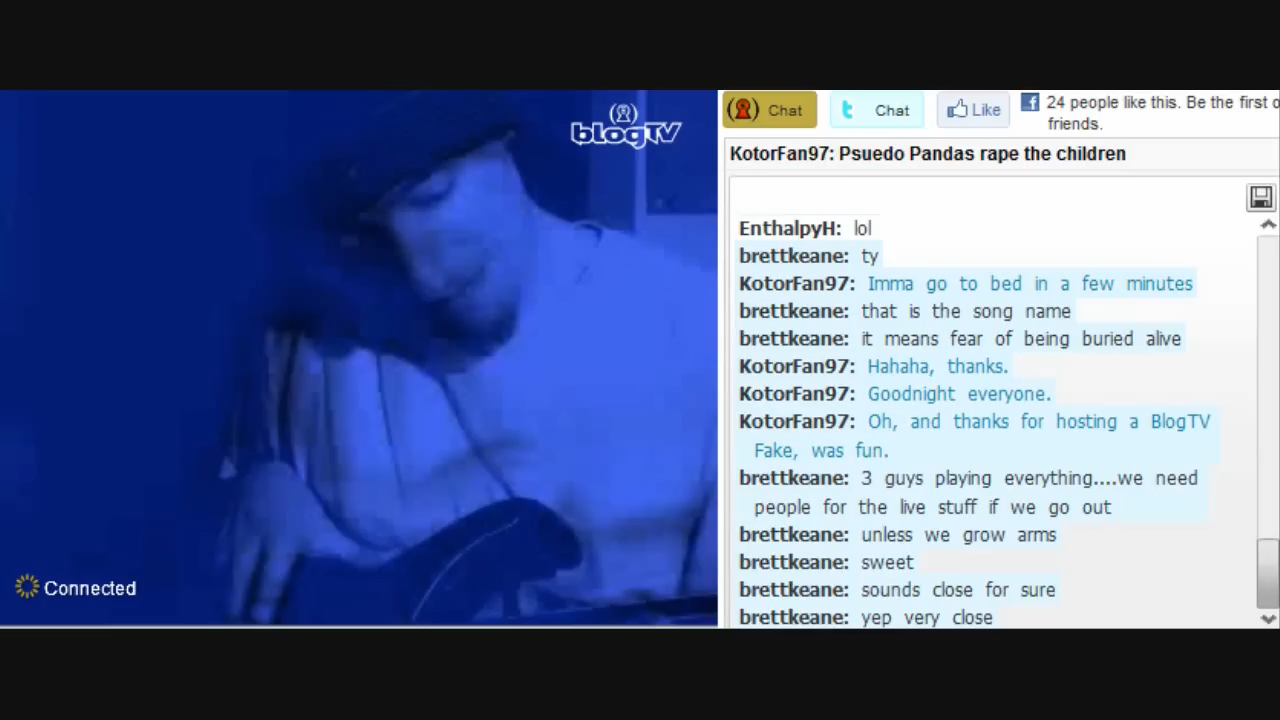 blogTV
Connected
Chat
Chat
Like
24 people like this. Be the first o
friends.
KotorFan97: Psuedo Pandas rape the children
EnthalpyH: lol
brettkeane: ty
KotorFan97: Imma go to bed in a few minutes
brettkeane: that is the song name
brettkeane: it means fear of being buried alive
KotorFan97: Hahaha, thanks.
KotorFan97: Goodnight everyone.
KotorFan97: Oh, and thanks for hosting a BlogTV
Fake, was fun.
brettkeane: 3 guys playing everything....we need
people for the live stuff if we go out
brettkeane: unless we grow arms
brettkeane: sweet
brettkeane: sounds close for sure
brettkeane: yep very close